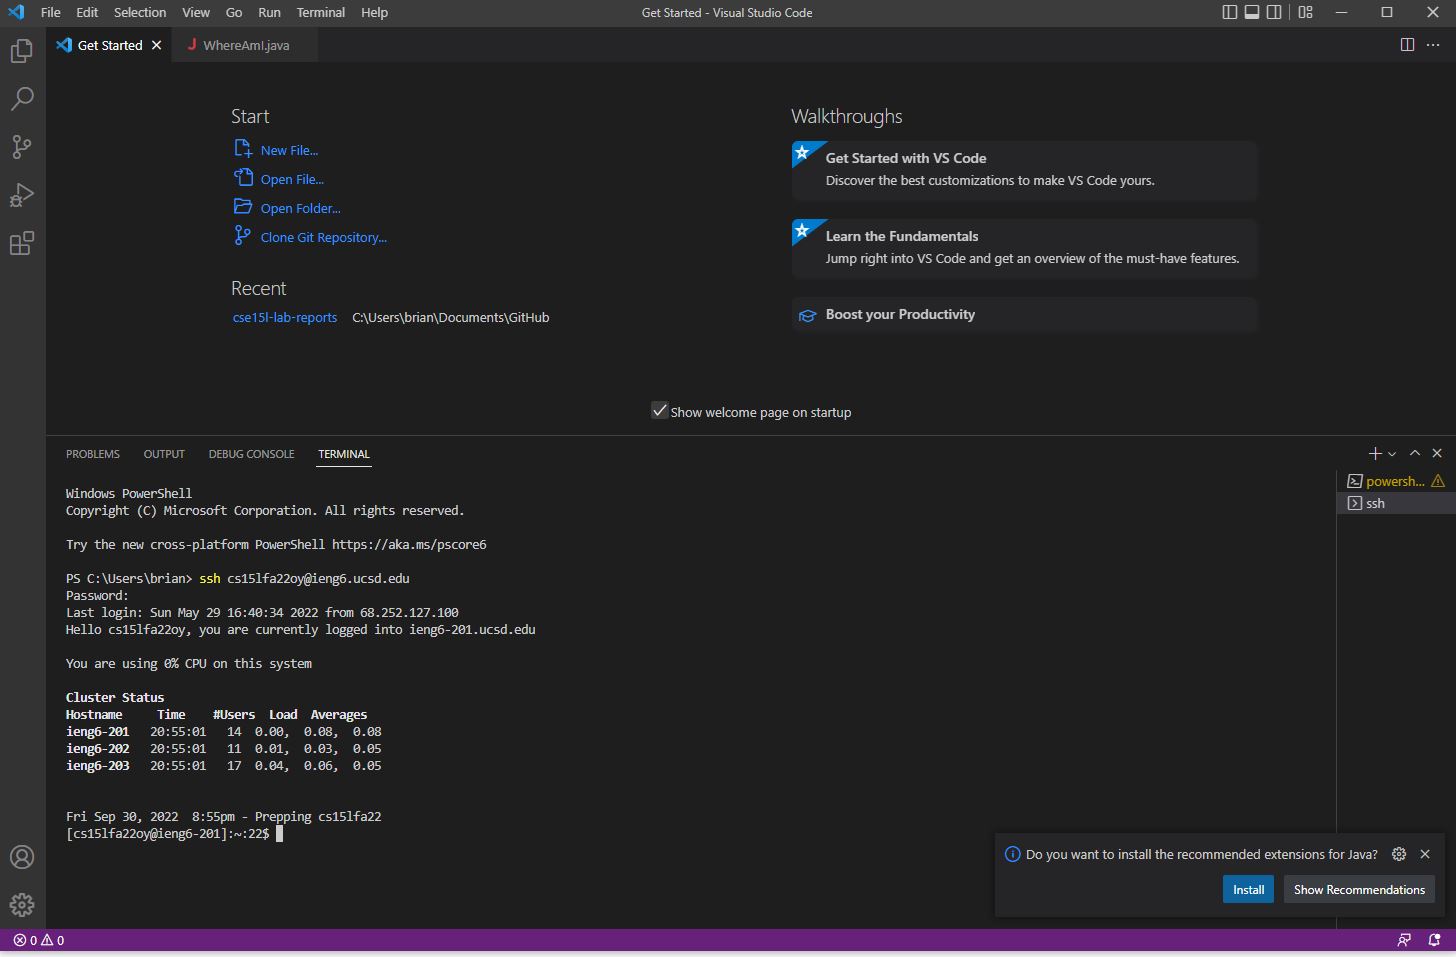 File Edit Selection View Go Run Terminal Help Get Started - Visual Studio Code
Get Started WhereAmI.java
Start
New File...
Open File...
Open Folder...
Clone Git Repository...
Recent
cse15l-lab-reports C:\Users\brian\Documents\GitHub
Walkthroughs
Get Started with VS Code
Discover the best customizations to make VS Code yours.
Learn the Fundamentals
Jump right into VS Code and get an overview of the must-have features.
Boost your Productivity
Show welcome page on startup
PROBLEMS OUTPUT DEBUG CONSOLE TERMINAL
Windows PowerShell
Copyright (C) Microsoft Corporation. All rights reserved.
Try the new cross-platform PowerShell https://aka.ms/pscore6
PS C:\Users\brian> ssh cs15lfa22oy@ieng6.ucsd.edu
Password:
Last login: Sun May 29 16:40:34 2022 from 68.252.127.100
Hello cs15lfa22oy, you are currently logged into ieng6-201.ucsd.edu
You are using 0% CPU on this system
Cluster Status
Hostname Time #Users Load Averages
ieng6-201 20:55:01 14 0.00, 0.08, 0.08
ieng6-202 20:55:01 11 0.01, 0.03, 0.05
ieng6-203 20:55:01 17 0.04, 0.06, 0.05
Fri Sep 30, 2022 8:55pm - Prepping cs15lfa22
[cs15lfa22oy@ieng6-201]:~:22$
powersh...
ssh
Do you want to install the recommended extensions for Java?
Install Show Recommendations
0 0